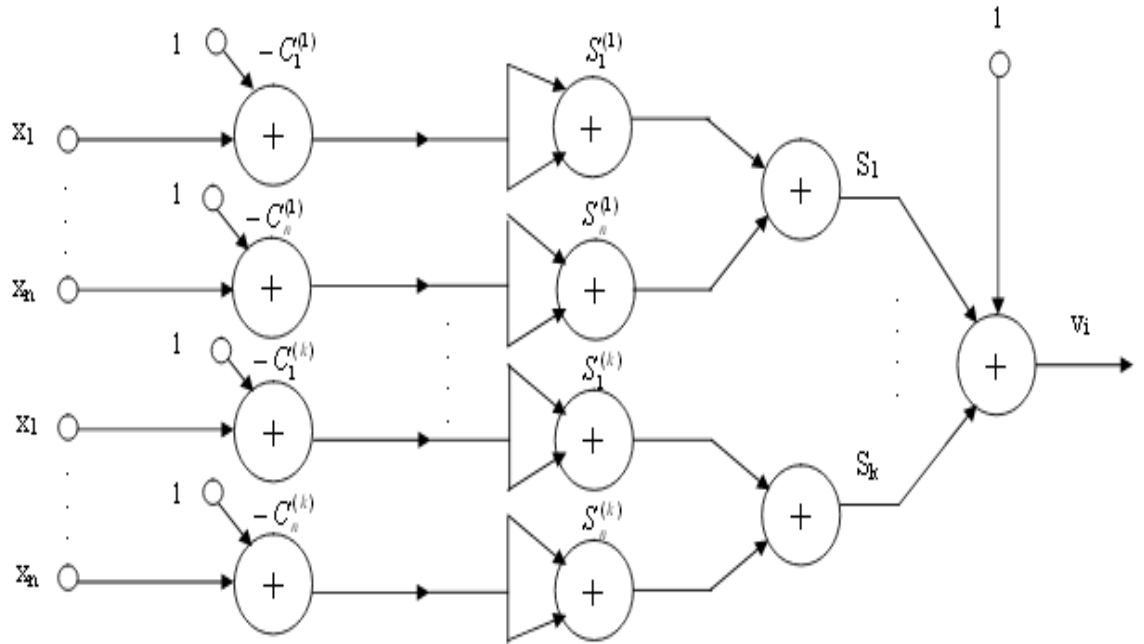 1
1 −C₁⁽¹⁾ S₁⁽¹⁾
x₁ + +
+ S₁
1 −Cₙ⁽¹⁾ Sₙ⁽¹⁾
xₙ + +
1 −C₁⁽ᵏ⁾ S₁⁽ᵏ⁾
+ vᵢ
x₁ + +
Sₖ
1 −Cₙ⁽ᵏ⁾ Sₙ⁽ᵏ⁾
+
xₙ + +